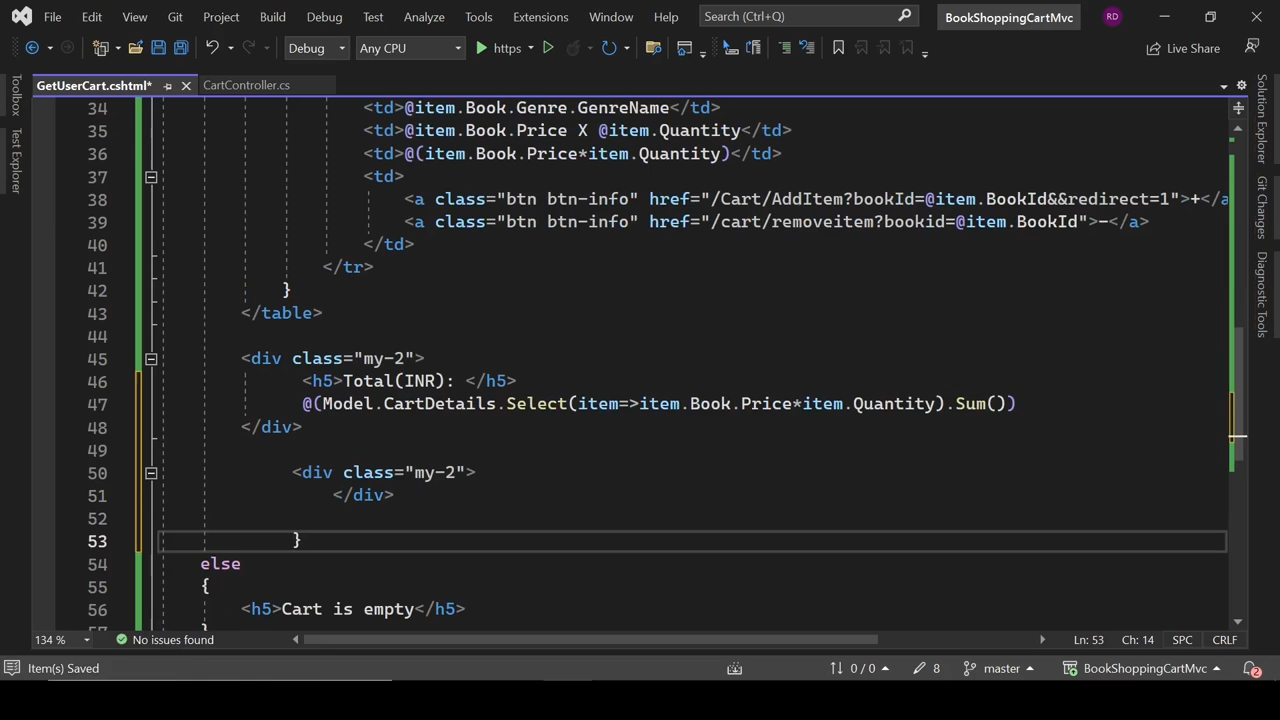 File Edit View Git Project Build Debug Test Analyze Tools Extensions Window Help Search (Ctrl+Q) BookShoppingCartMvc RD
Debug Any CPU https Live Share
GetUserCart.cshtml* CartController.cs
Toolbox
Test Explorer
Solution Explorer
Git Changes
Diagnostic Tools
34 <td>@item.Book.Genre.GenreName</td>
35 <td>@item.Book.Price X @item.Quantity</td>
36 <td>@(item.Book.Price*item.Quantity)</td>
37 <td>
38 <a class="btn btn-info" href="/Cart/AddItem?bookId=@item.BookId&&redirect=1">+</a
39 <a class="btn btn-info" href="/cart/removeitem?bookid=@item.BookId">-</a>
40 </td>
41 </tr>
42 }
43 </table>
44
45 <div class="my-2">
46 <h5>Total(INR): </h5>
47 @(Model.CartDetails.Select(item=>item.Book.Price*item.Quantity).Sum())
48 </div>
49
50 <div class="my-2">
51 </div>
52
53 }
54 else
55 {
56 <h5>Cart is empty</h5>
57 }
134 % No issues found Ln: 53 Ch: 14 SPC CRLF
Item(s) Saved 0 / 0 8 master BookShoppingCartMvc 2